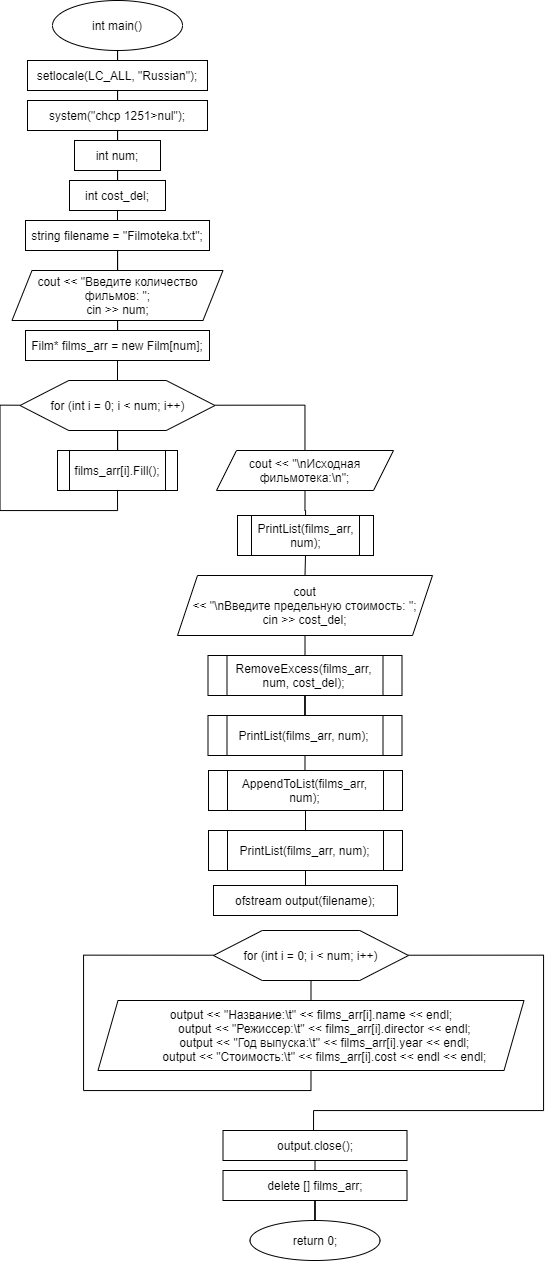 int main()
setlocale(LC_ALL, "Russian");
system("chcp 1251>nul");
int num;
int cost_del;
string filename = "Filmoteka.txt";
cout << "Введите количество
фильмов: ";
cin >> num;
Film* films_arr = new Film[num];
for (int i = 0; i < num; i++)
films_arr[i].Fill();
cout << "\nИсходная
фильмотека:\n";
PrintList(films_arr,
num);
cout
<< "\nВведите предельную стоимость: ";
cin >> cost_del;
RemoveExcess(films_arr,
num, cost_del);
PrintList(films_arr, num);
AppendToList(films_arr,
num);
PrintList(films_arr, num);
ofstream output(filename);
for (int i = 0; i < num; i++)
output << "Название:\t" << films_arr[i].name << endl;
output << "Режиссер:\t" << films_arr[i].director << endl;
output << "Год выпуска:\t" << films_arr[i].year << endl;
output << "Стоимость:\t" << films_arr[i].cost << endl << endl;
output.close();
delete [] films_arr;
return 0;